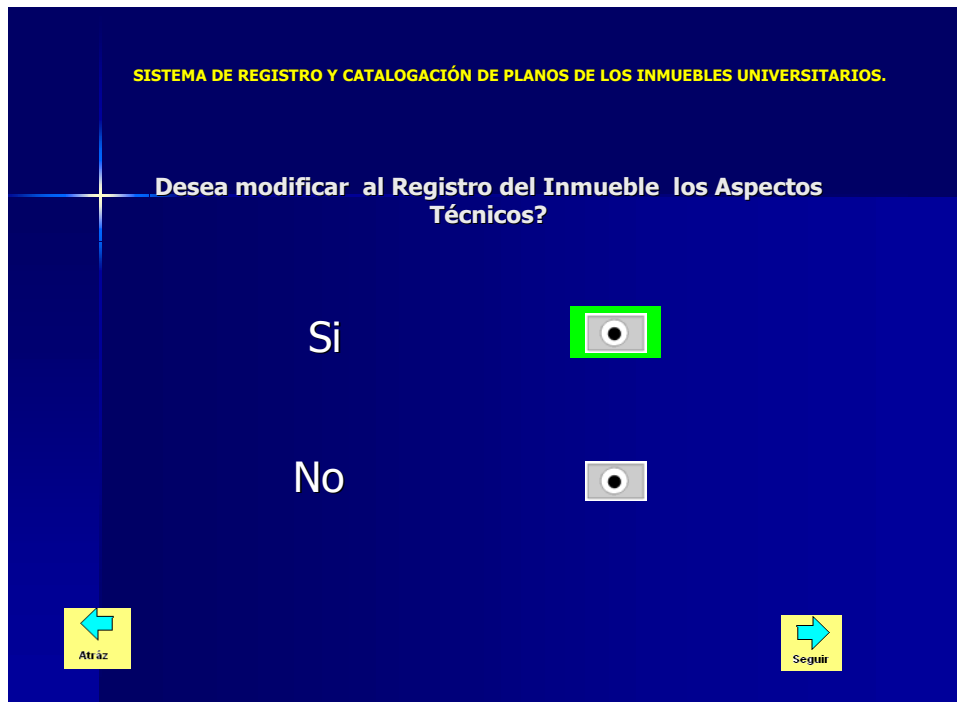 SISTEMA DE REGISTRO Y CATALOGACIÓN DE PLANOS DE LOS INMUEBLES UNIVERSITARIOS.
Desea modificar al Registro del Inmueble los Aspectos
Técnicos?
Si
No
Atráz
Seguir